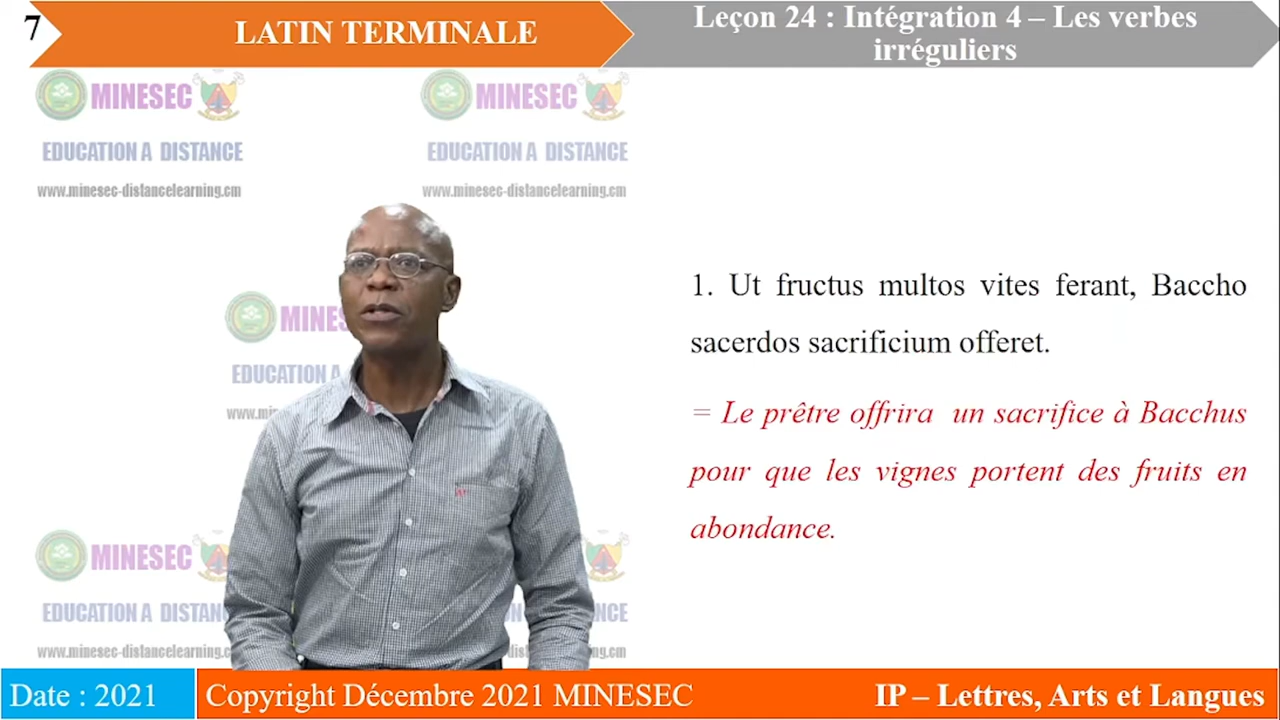 7
LATIN TERMINALE
Leçon 24 : Intégration 4 – Les verbes
irréguliers
MINESEC
MINESEC
EDUCATION A DISTANCE
EDUCATION A DISTANCE
www.minesec-distancelearning.cm
www.minesec-distancelearning.cm
1. Ut fructus multos vites ferant, Baccho
sacerdos sacrificium offeret.
= Le prêtre offrira un sacrifice à Bacchus
pour que les vignes portent des fruits en
abondance.
MINES
EDUCATION A
MINESEC
EDUCATION A DISTAN
www.minesec-distancelearning.c
Date : 2021
Copyright Décembre 2021 MINESEC
IP – Lettres, Arts et Langues